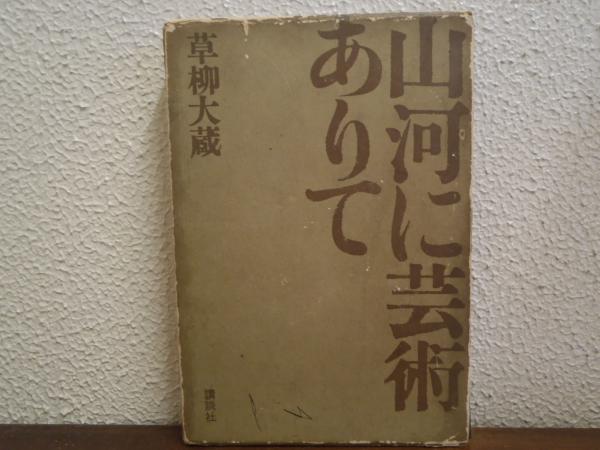 山河に芸術
ありて
草柳大蔵
講談社